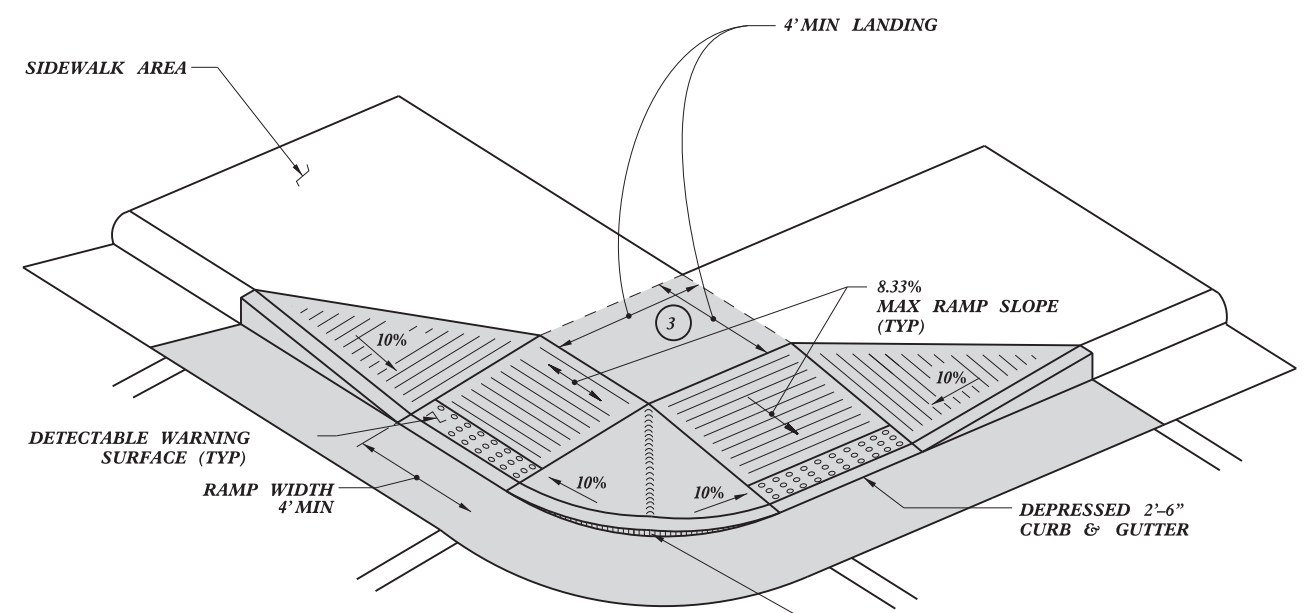 4' MIN LANDING
SIDEWALK AREA
3
8.33%
MAX RAMP SLOPE
(TYP)
10%
10%
DETECTABLE WARNING
SURFACE (TYP)
RAMP WIDTH
4' MIN
10%
10%
DEPRESSED 2'–6"
CURB & GUTTER